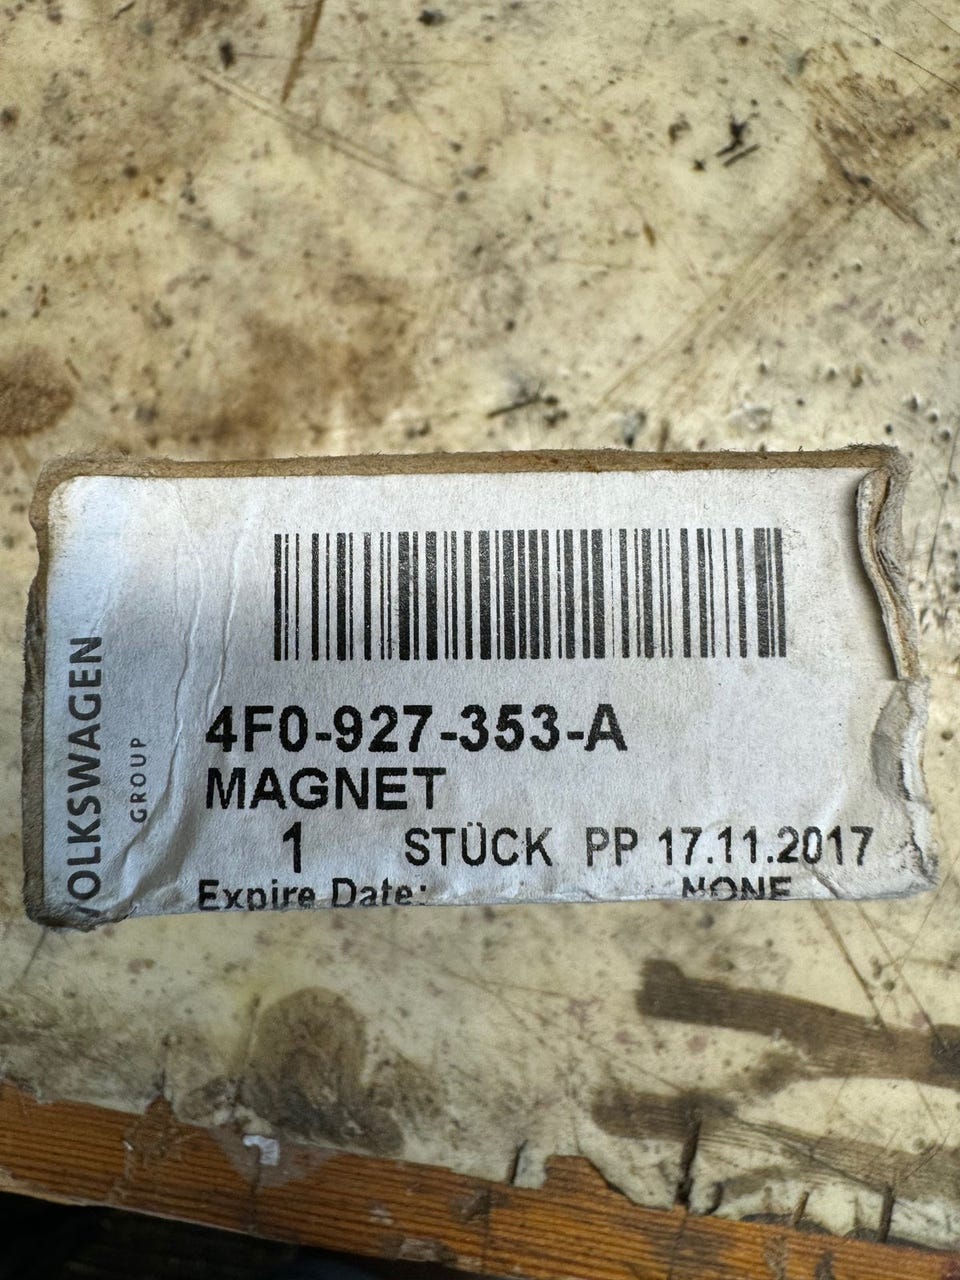 VOLKSWAGEN
GROUP
4F0-927-353-A
MAGNET
1 STÜCK PP 17.11.2017
Expire Date: NONE